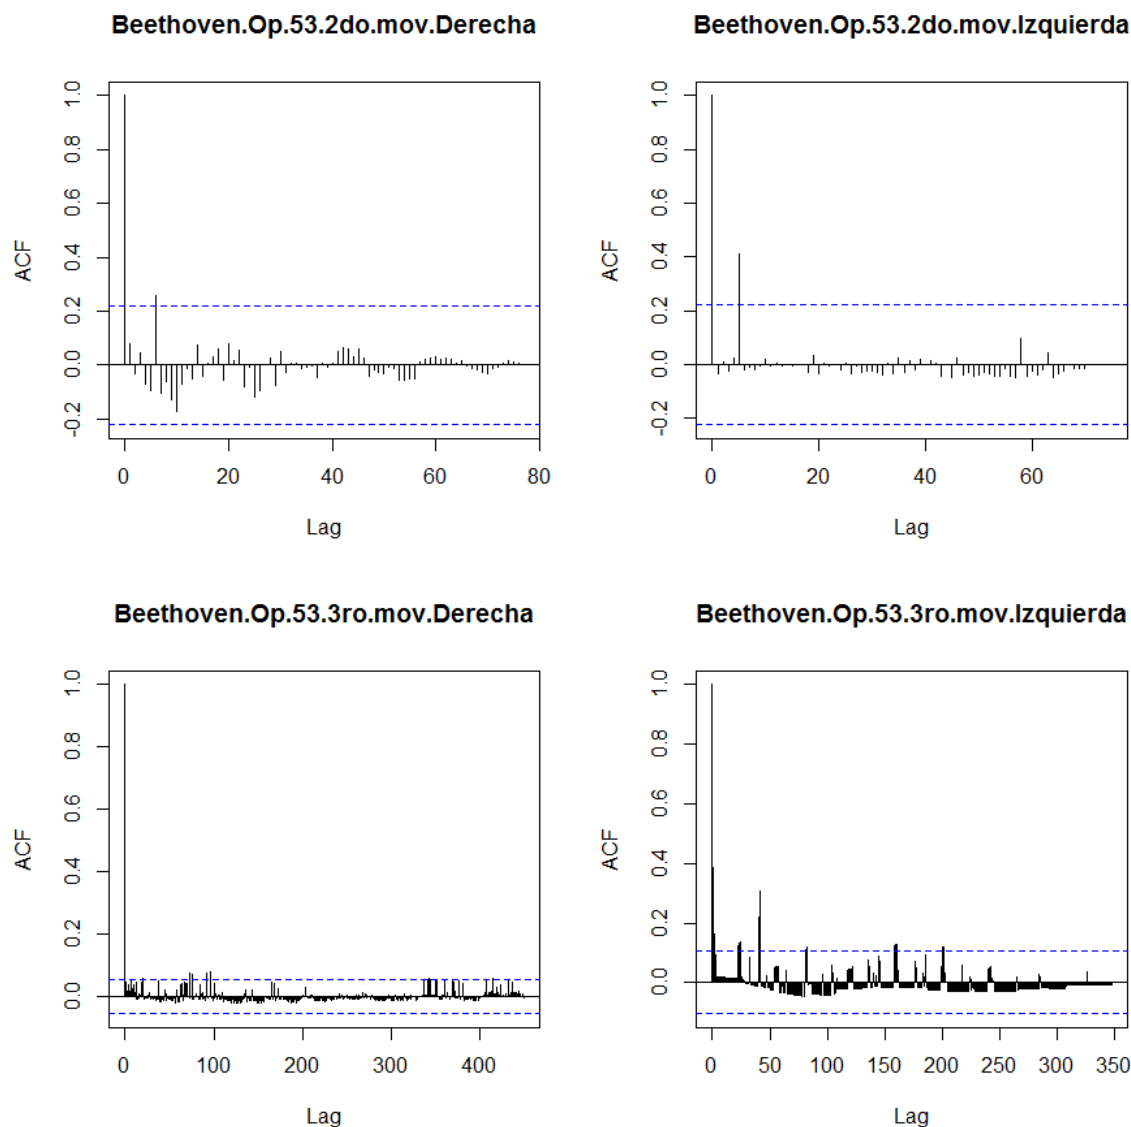 Beethoven.Op.53.2do.mov.Derecha
ACF
1.0
0.8
0.6
0.4
0.2
0.0
-0.2
0 20 40 60 80
Lag
Beethoven.Op.53.2do.mov.Izquierda
ACF
1.0
0.8
0.6
0.4
0.2
0.0
-0.2
0 20 40 60
Lag
Beethoven.Op.53.3ro.mov.Derecha
ACF
1.0
0.8
0.6
0.4
0.2
0.0
0 100 200 300 400
Lag
Beethoven.Op.53.3ro.mov.Izquierda
ACF
1.0
0.8
0.6
0.4
0.2
0.0
0 50 100 150 200 250 300 350
Lag